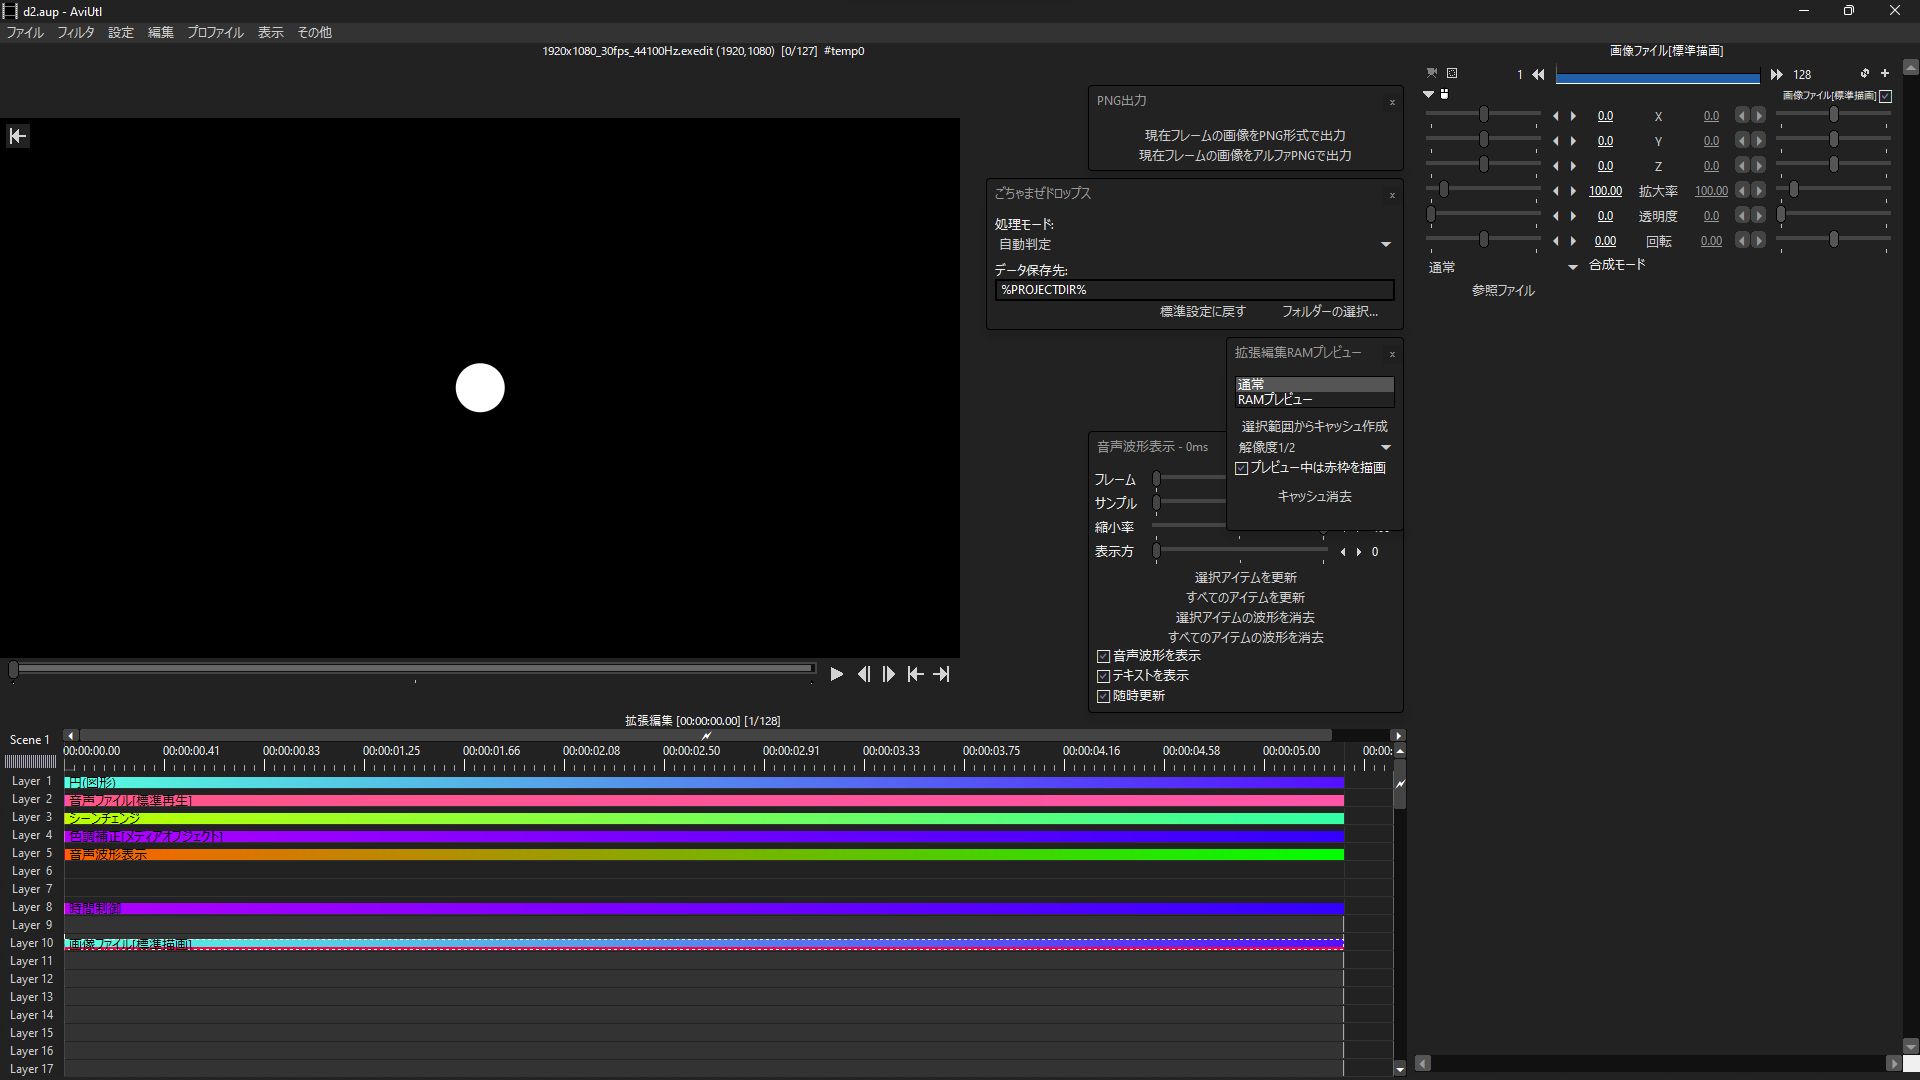 d2.aup - AviUtl
ファイル フィルタ 設定 編集 プロファイル 表示 その他
1920x1080_30fps_44100Hz.exedit (1920,1080) [0/127] #temp0
PNG出力 x
現在フレームの画像をPNG形式で出力
現在フレームの画像をアルファPNGで出力
ごちゃまぜドロップス x
処理モード:
自動判定
データ保存先:
%PROJECTDIR%
標準設定に戻す フォルダーの選択...
拡張編集RAMプレビュー x
通常
RAMプレビュー
選択範囲からキャッシュ作成
解像度1/2
プレビュー中は赤枠を描画
キャッシュ消去
音声波形表示 - 0ms
フレーム
サンプル
縮小率
表示方 0
選択アイテムを更新
すべてのアイテムを更新
選択アイテムの波形を消去
すべてのアイテムの波形を消去
音声波形を表示
テキストを表示
随時更新
画像ファイル[標準描画]
1 128
画像ファイル[標準描画]
0.0 X 0.0
0.0 Y 0.0
0.0 Z 0.0
100.00 拡大率 100.00
0.0 透明度 0.0
0.00 回転 0.00
通常 合成モード
参照ファイル
拡張編集 [00:00:00.00] [1/128]
Scene 1
00:00:00.00 00:00:00.41 00:00:00.83 00:00:01.25 00:00:01.66 00:00:02.08 00:00:02.50 00:00:02.91 00:00:03.33 00:00:03.75 00:00:04.16 00:00:04.58 00:00:05.00 00:00:
Layer 1 円(図形)
Layer 2 音声ファイル[標準再生]
Layer 3 シーンチェンジ
Layer 4 色調補正[メディアオブジェクト]
Layer 5 音声波形表示
Layer 6
Layer 7
Layer 8 時間制御
Layer 9
Layer 10 画像ファイル[標準描画]
Layer 11
Layer 12
Layer 13
Layer 14
Layer 15
Layer 16
Layer 17